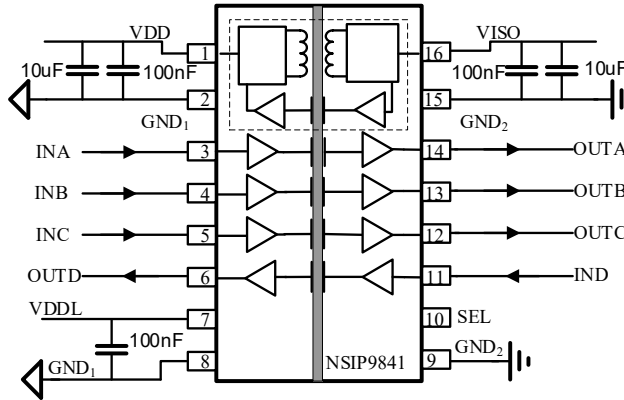 VDD
1
16
VISO
10uF
100nF
100nF
10uF
2
15
GND1
GND2
INA
3
14
OUTA
INB
4
13
OUTB
INC
5
12
OUTC
OUTD
6
11
IND
VDDL
7
10
SEL
100nF
GND1
8
NSIP9841
9
GND2